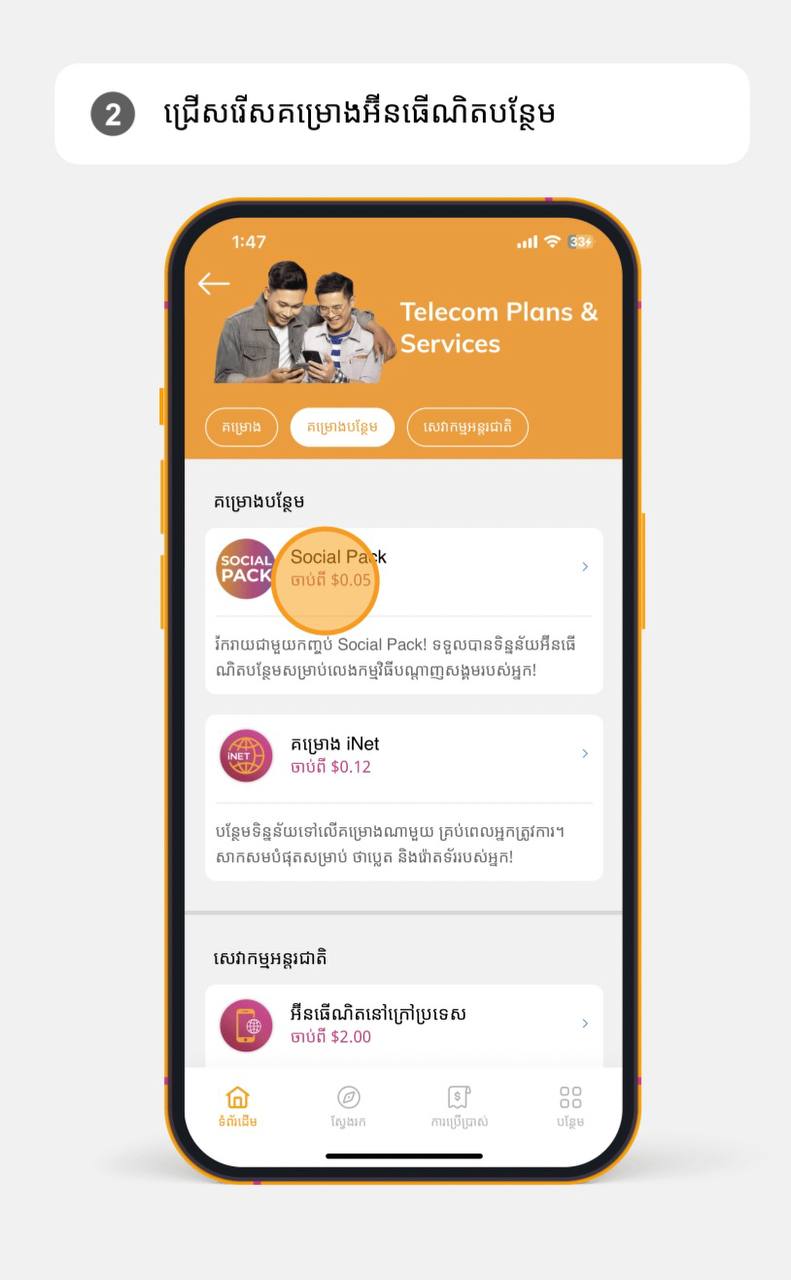 2 ជ្រើសរើសគម្រោងអ៊ីនធើណិតបន្ថែម
1:47
33
Telecom Plans &
Services
គម្រោង
គម្រោងបន្ថែម
សេវាកម្មអន្តរជាតិ
គម្រោងបន្ថែម
SOCIAL
PACK
Social Pack
ចាប់ពី $0.05
រីករាយជាមួយកញ្ចប់ Social Pack! ទទួលបានទិន្នន័យអ៊ីនធើ
ណិតបន្ថែមសម្រាប់លេងកម្មវិធីបណ្តាញសង្គមរបស់អ្នក!
iNET
គម្រោង iNet
ចាប់ពី $0.12
បន្ថែមទិន្នន័យទៅលើគម្រោងណាមួយ គ្រប់ពេលអ្នកត្រូវការ។
សាកសមបំផុតសម្រាប់ ថាប្លេត និងរ៉ោតទ័ររបស់អ្នក!
សេវាកម្មអន្តរជាតិ
អ៊ីនធើណិតនៅក្រៅប្រទេស
ចាប់ពី $2.00
ទំព័រដើម
ស្វែងរក
ការប្រើប្រាស់
បន្ថែម